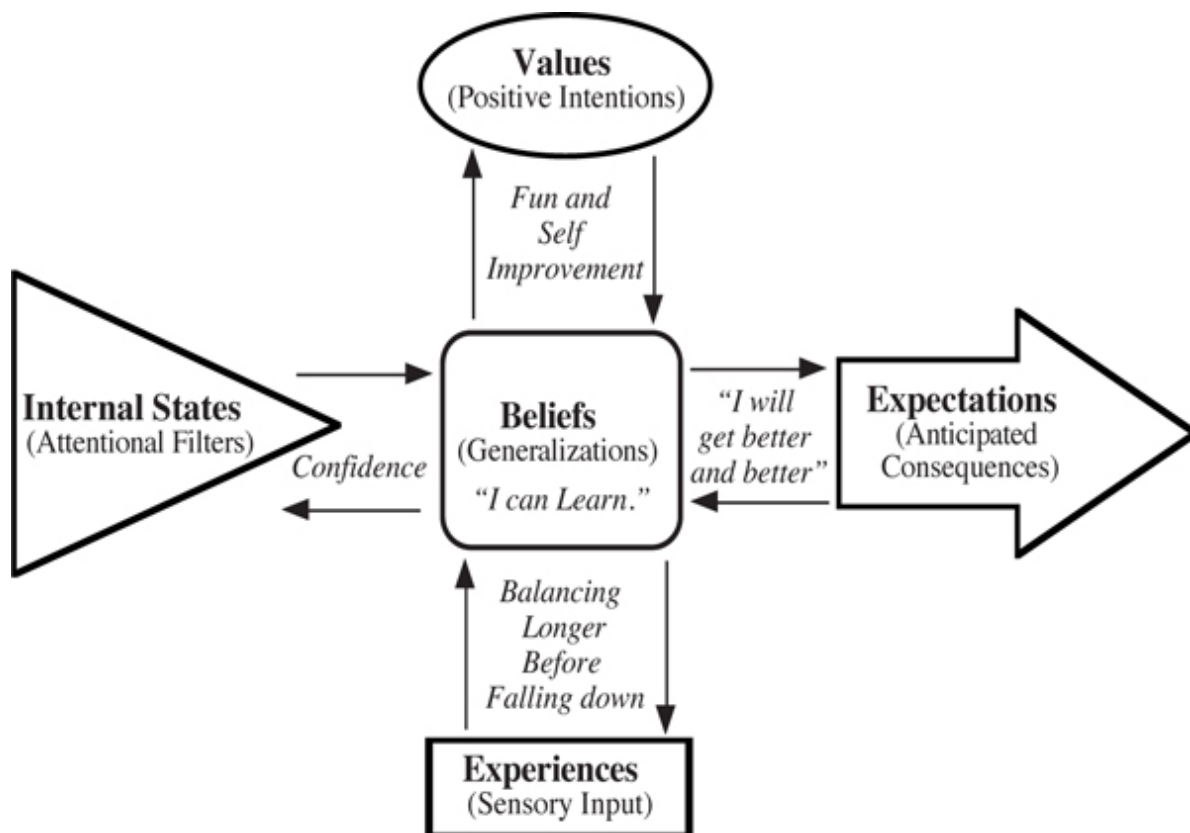 Values
(Positive Intentions)
Fun and
Self
Improvement
Internal States
(Attentional Filters)
Confidence
Beliefs
(Generalizations)
“I can Learn.”
“I will
get better
and better”
Expectations
(Anticipated
Consequences)
Balancing
Longer
Before
Falling down
Experiences
(Sensory Input)